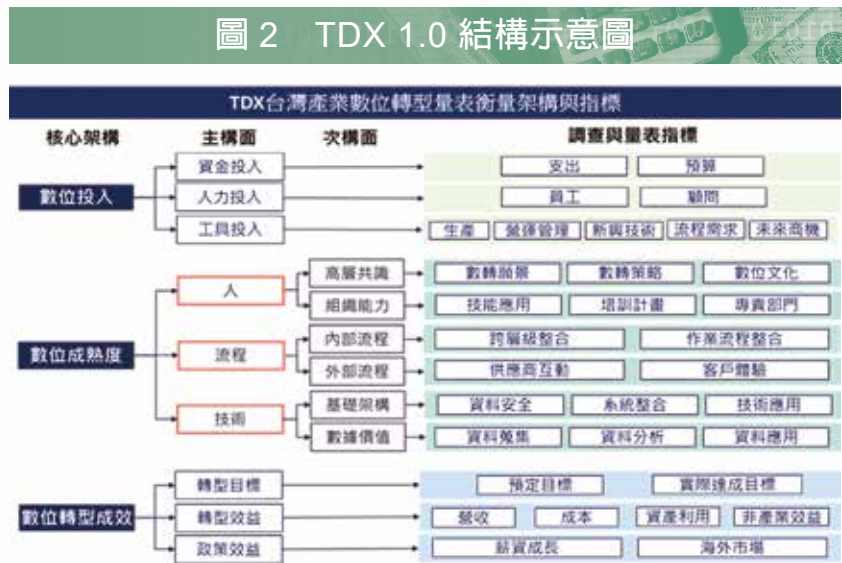 圖 2 TDX 1.0 結構示意圖
TDX台灣產業數位轉型量表衡量架構與指標
核心架構 主構面 次構面 調查與量表指標
資金投入 支出 預算
數位投入 人力投入 員工 顧問
工具投入 生產 營運管理 新興技術 流程需求 未來商機
高層共識 數轉願景 數轉策略 數位文化
人
組織能力 技能應用 培訓計畫 專責部門
內部流程 跨層級整合 作業流程整合
數位成熟度 流程
外部流程 供應商互動 客戶體驗
基礎架構 資料安全 系統整合 技術應用
技術
數據價值 資料蒐集 資料分析 資料應用
轉型目標 預定目標 實際達成目標
數位轉型成效 轉型效益 營收 成本 資產利用 非產業效益
政策效益 薪資成長 海外市場